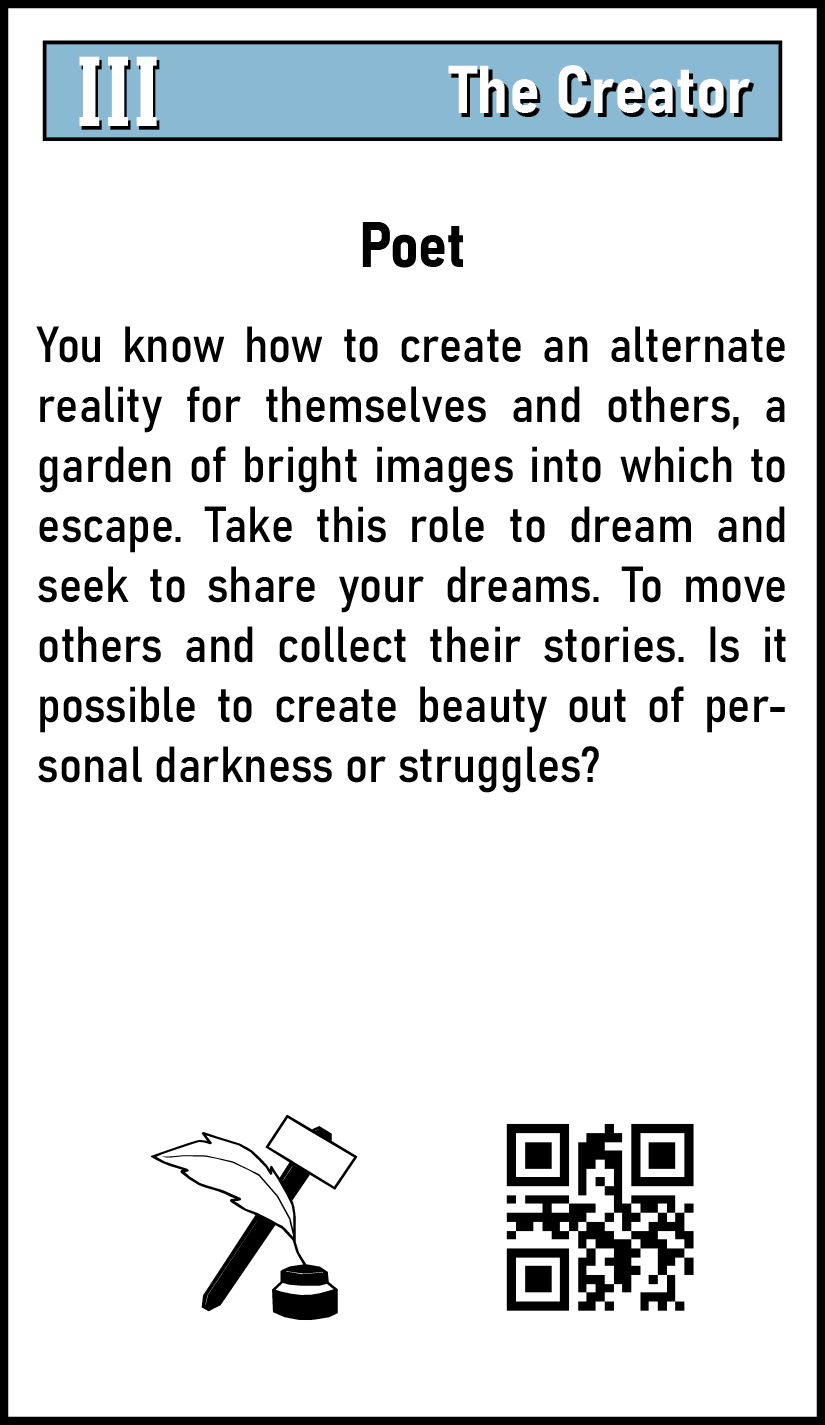 III The Creator
Poet
You know how to create an alternate
reality for themselves and others, a
garden of bright images into which to
escape. Take this role to dream and
seek to share your dreams. To move
others and collect their stories. Is it
possible to create beauty out of per-
sonal darkness or struggles?